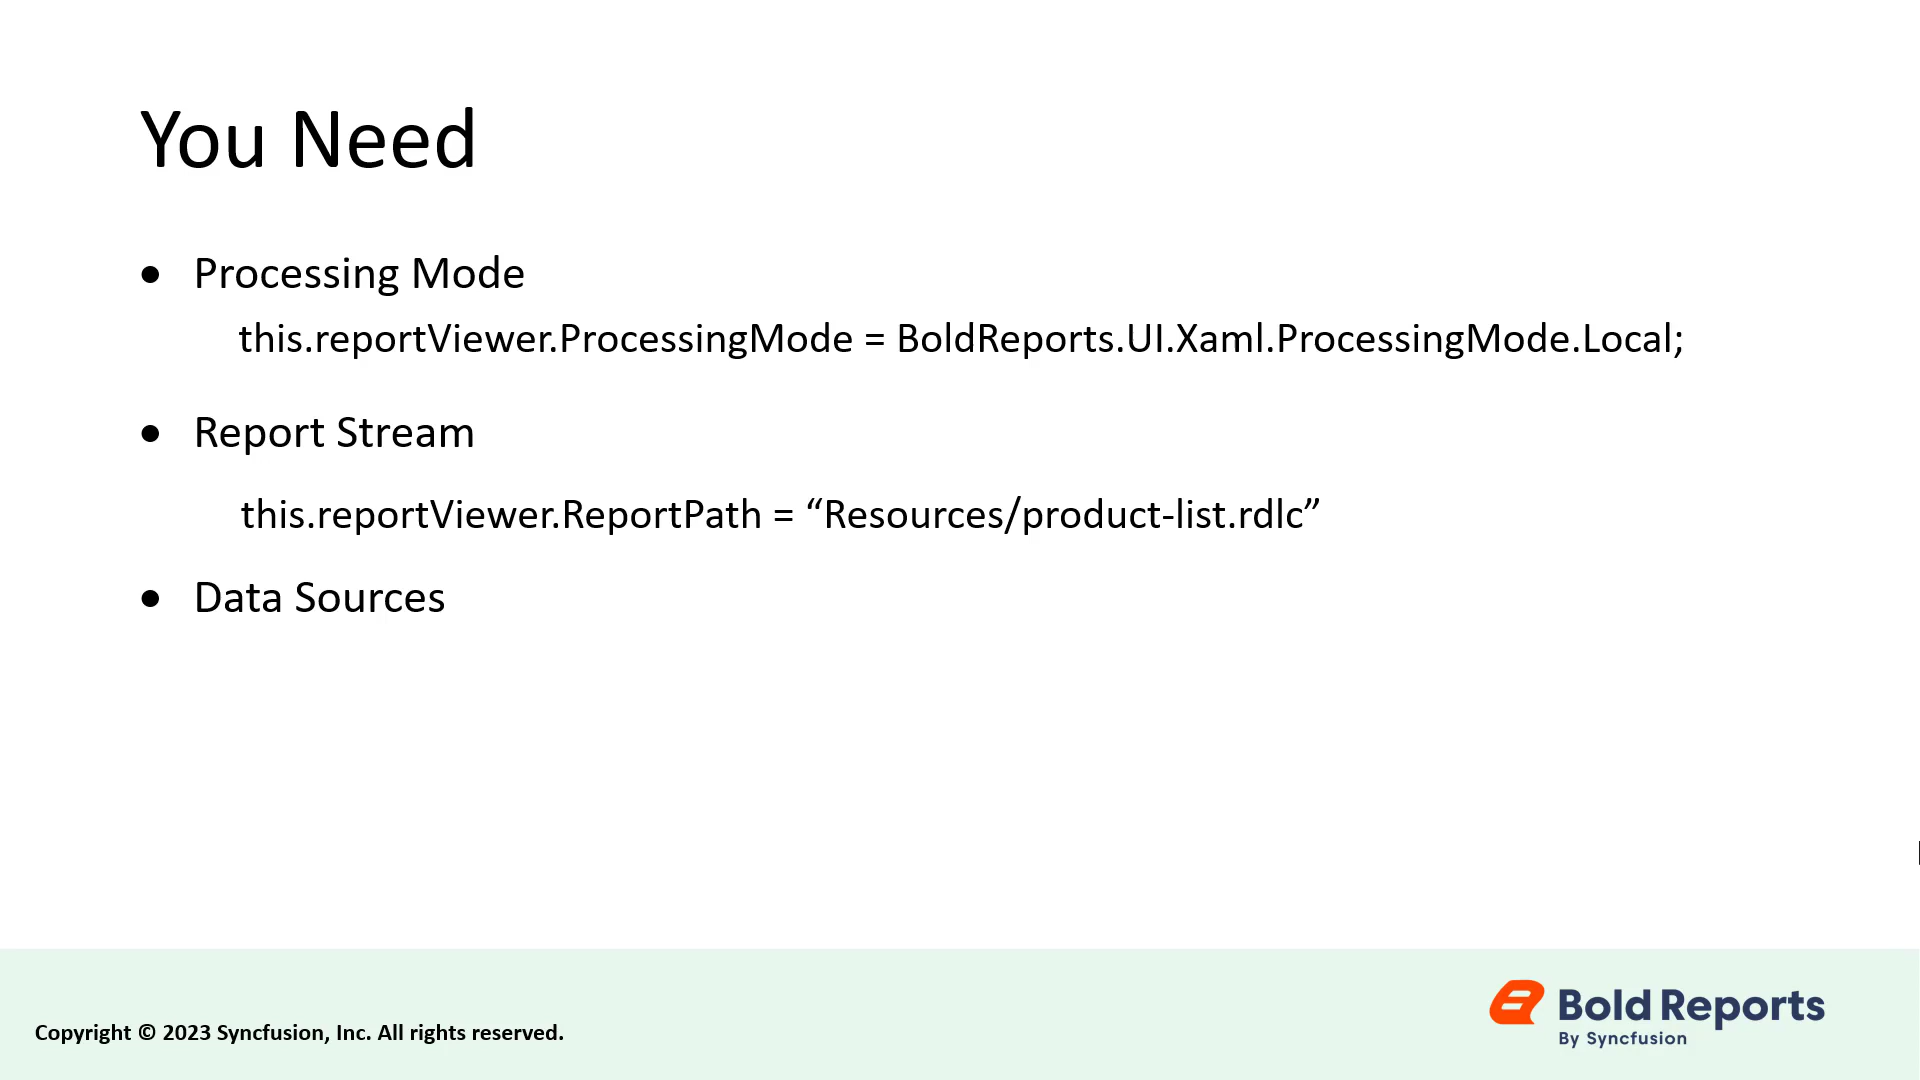 You Need
● Processing Mode
this.reportViewer.ProcessingMode = BoldReports.UI.Xaml.ProcessingMode.Local;
● Report Stream
this.reportViewer.ReportPath = “Resources/product-list.rdlc”
● Data Sources
Copyright © 2023 Syncfusion, Inc. All rights reserved.
Bold Reports
By Syncfusion